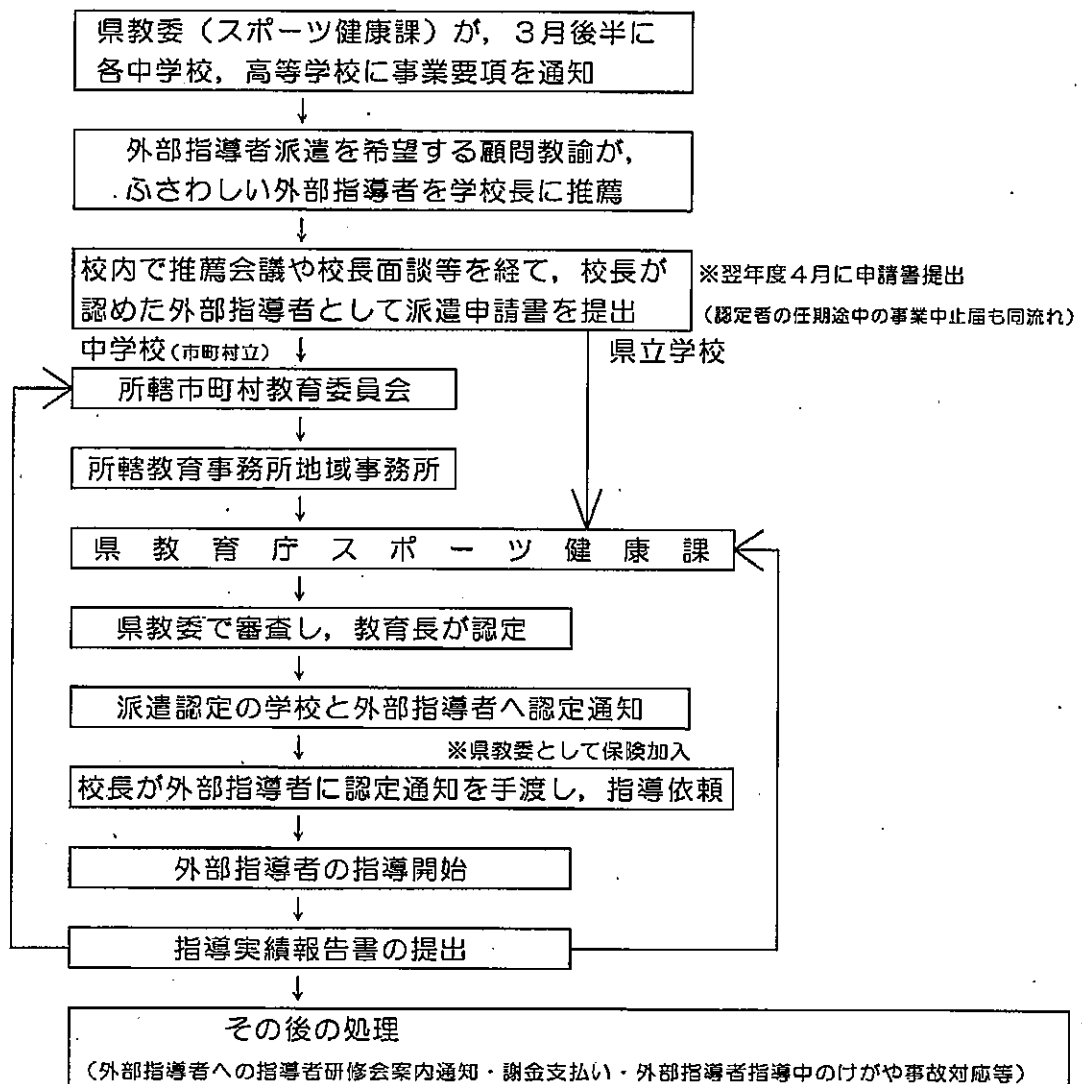 県教委（スポーツ健康課）が，３月後半に
各中学校，高等学校に事業要項を通知
↓
外部指導者派遣を希望する顧問教諭が，
ふさわしい外部指導者を学校長に推薦
↓
校内で推薦会議や校長面談等を経て，校長が
認めた外部指導者として派遣申請書を提出
※翌年度４月に申請書提出
（認定者の任期途中の事業中止届も同流れ）
中学校（市町村立）↓
県立学校
所轄市町村教育委員会
↓
所轄教育事務所地域事務所
↓
県教育庁スポーツ健康課
↓
県教委で審査し，教育長が認定
↓
派遣認定の学校と外部指導者へ認定通知
↓
※県教委として保険加入
校長が外部指導者に認定通知を手渡し，指導依頼
↓
外部指導者の指導開始
↓
指導実績報告書の提出
↓
その後の処理
（外部指導者への指導者研修会案内通知・謝金支払い・外部指導者指導中のけがや事故対応等）